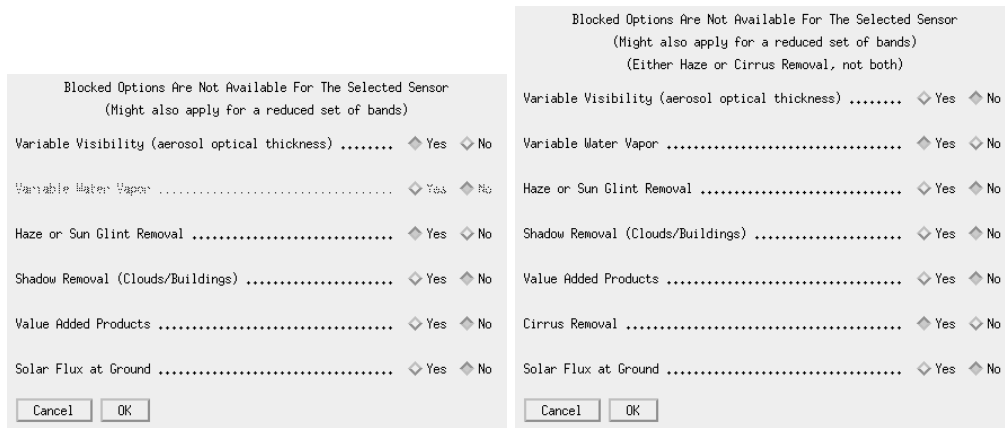 Blocked Options Are Not Available For The Selected Sensor
(Might also apply for a reduced set of bands)
Variable Visibility (aerosol optical thickness) ........ Yes No
Variable Water Vapor ................................... Yes No
Haze or Sun Glint Removal .............................. Yes No
Shadow Removal (Clouds/Buildings) ...................... Yes No
Value Added Products ................................... Yes No
Solar Flux at Ground ................................... Yes No
Cancel OK
Blocked Options Are Not Available For The Selected Sensor
(Might also apply for a reduced set of bands)
(Either Haze or Cirrus Removal, not both)
Variable Visibility (aerosol optical thickness) ........ Yes No
Variable Water Vapor ................................... Yes No
Haze or Sun Glint Removal .............................. Yes No
Shadow Removal (Clouds/Buildings) ...................... Yes No
Value Added Products ................................... Yes No
Cirrus Removal ......................................... Yes No
Solar Flux at Ground ................................... Yes No
Cancel OK